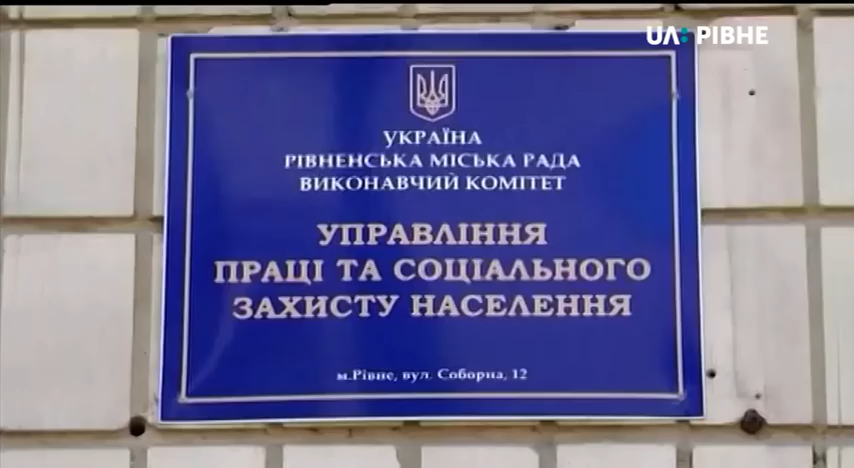 UA: РІВНЕ
УКРАЇНА
РІВНЕНСЬКА МІСЬКА РАДА
ВИКОНАВЧИЙ КОМІТЕТ
УПРАВЛІННЯ
ПРАЦІ ТА СОЦІАЛЬНОГО
ЗАХИСТУ НАСЕЛЕННЯ
м.Рівне, вул. Соборна, 12